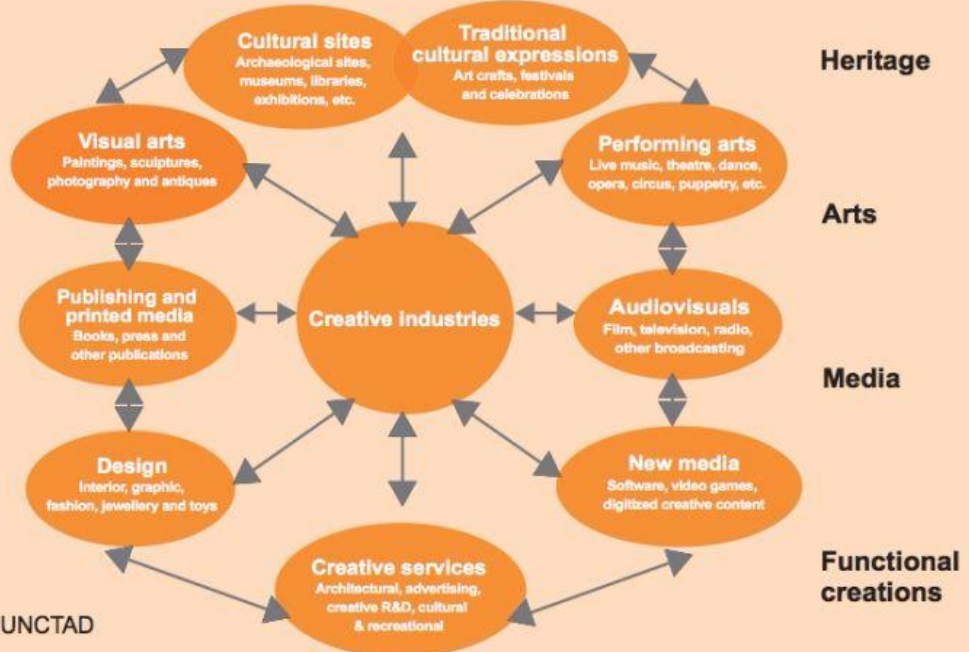 Cultural sites
Archaeological sites,
museums, libraries,
exhibitions, etc.
Traditional
cultural expressions
Art crafts, festivals
and celebrations
Heritage
Visual arts
Paintings, sculptures,
photography and antiques
Performing arts
Live music, theatre, dance,
opera, circus, puppetry, etc.
Arts
Publishing and
printed media
Books, press and
other publications
Creative industries
Audiovisuals
Film, television, radio,
other broadcasting
Media
Design
Interior, graphic,
fashion, jewellery and toys
New media
Software, video games,
digitized creative content
Creative services
Architectural, advertising,
creative R&D, cultural
& recreational
Functional
creations
UNCTAD